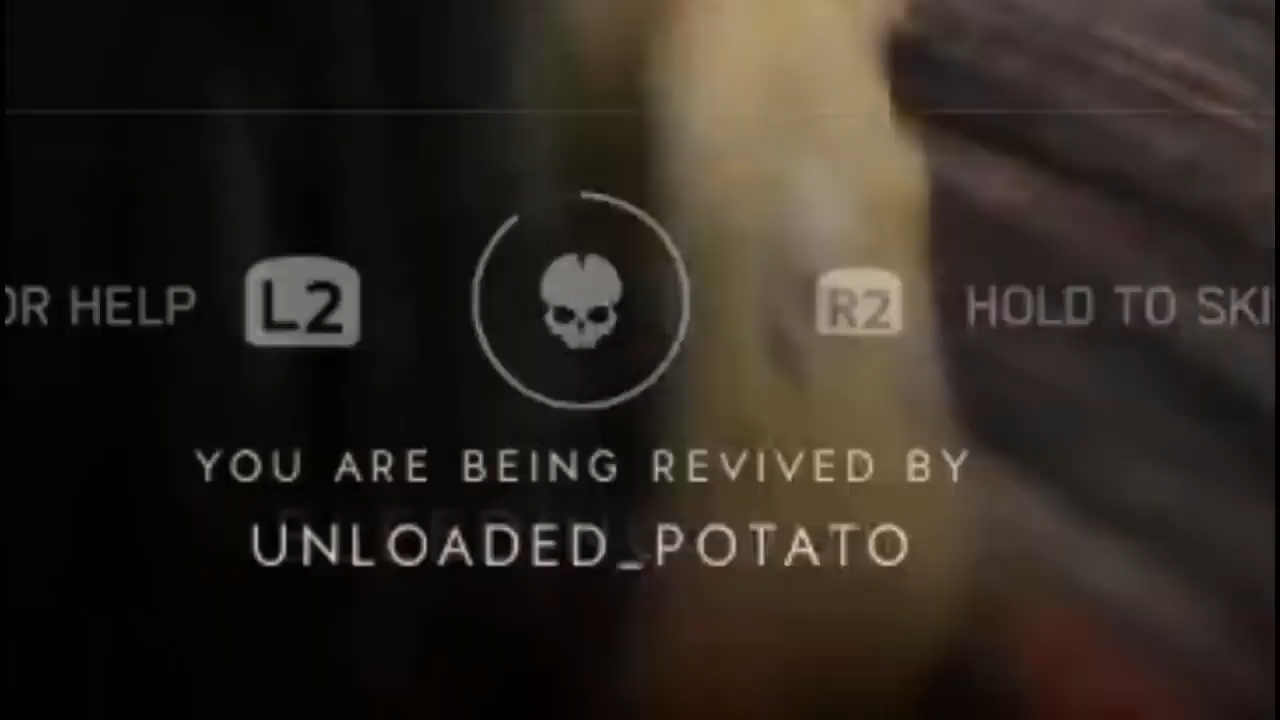 OR HELP L2 R2 HOLD TO SKI
YOU ARE BEING REVIVED BY
UNLOADED_POTATO